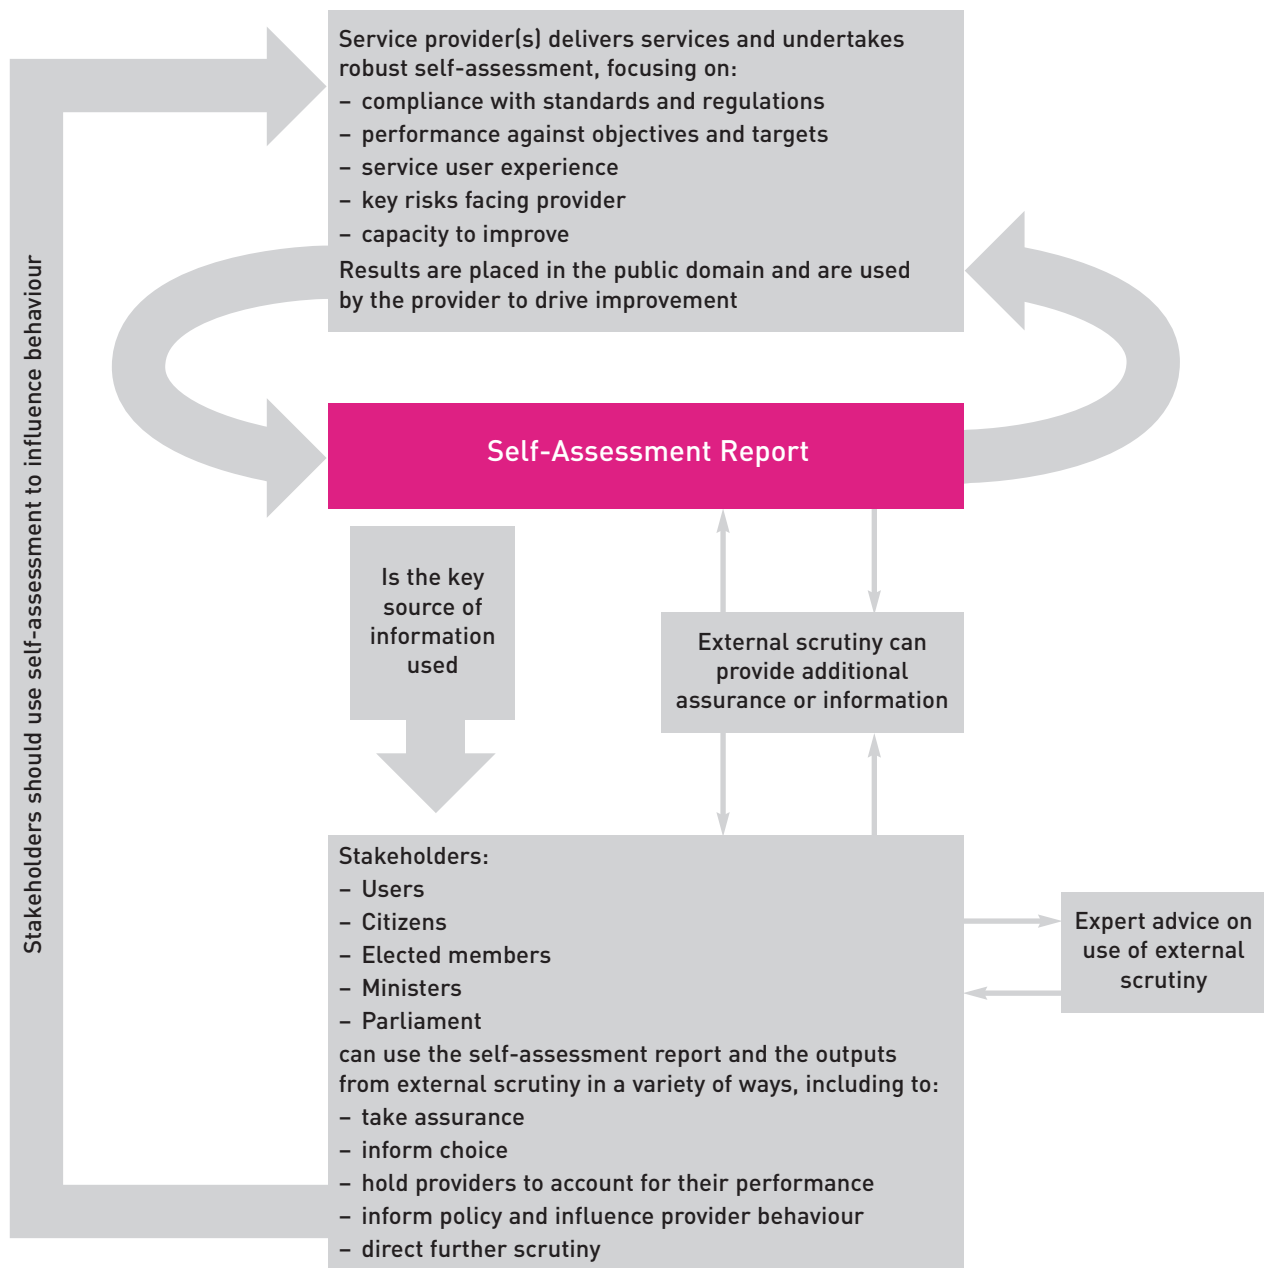 Service provider(s) delivers services and undertakes
robust self-assessment, focusing on:
– compliance with standards and regulations
– performance against objectives and targets
– service user experience
– key risks facing provider
– capacity to improve
Results are placed in the public domain and are used
by the provider to drive improvement
Stakeholders should use self-assessment to influence behaviour
Self-Assessment Report
Is the key
source of
information
used
External scrutiny can
provide additional
assurance or information
Stakeholders:
– Users
– Citizens
– Elected members
– Ministers
– Parliament
can use the self-assessment report and the outputs
from external scrutiny in a variety of ways, including to:
– take assurance
– inform choice
– hold providers to account for their performance
– inform policy and influence provider behaviour
– direct further scrutiny
Expert advice on
use of external
scrutiny